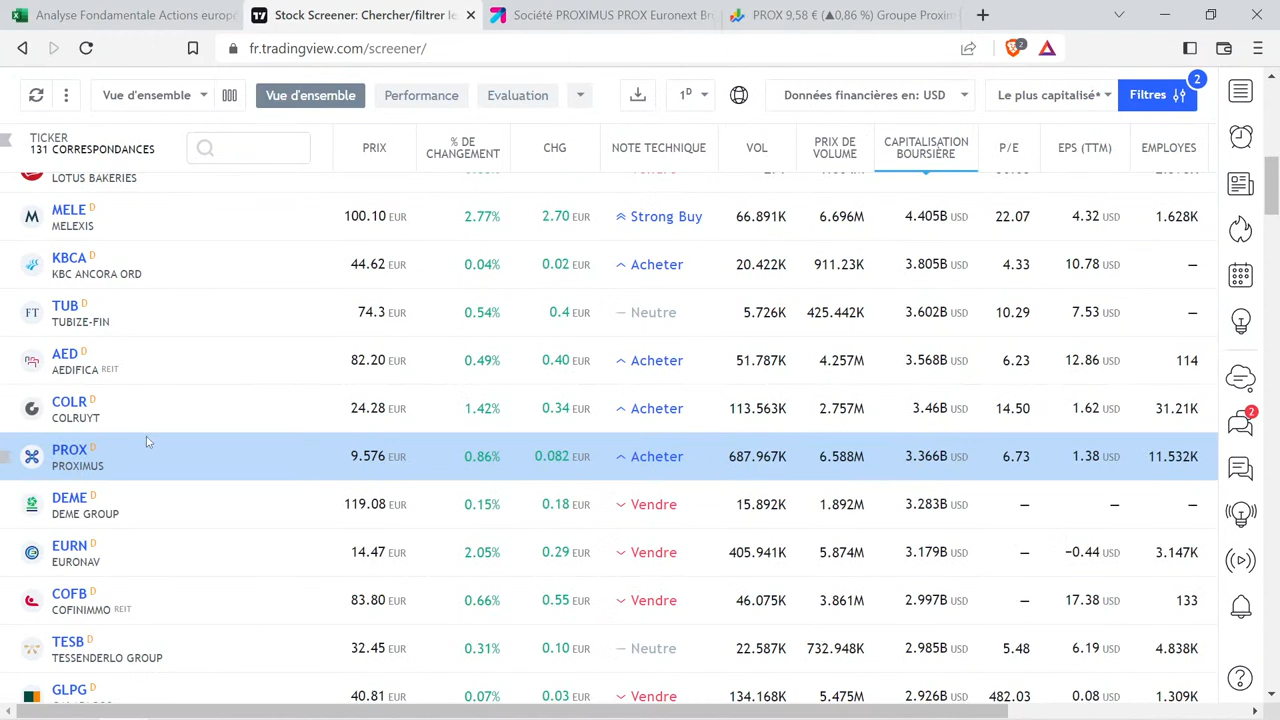 Analyse Fondamentale Actions europé
Stock Screener: Chercher/filtrer le
Société PROXIMUS PROX Euronext Br
PROX 9,58 € (▲0,86 %) Groupe Proxim
fr.tradingview.com/screener/
2
Vue d'ensemble
Vue d'ensemble
Performance
Evaluation
1D
Données financières en: USD
Le plus capitalisé
Filtres
2
TICKER
131 CORRESPONDANCES
PRIX
% DE CHANGEMENT
CHG
NOTE TECHNIQUE
VOL
PRIX DE VOLUME
CAPITALISATION BOURSIÈRE
P/E
EPS (TTM)
EMPLOYES
LOTUS BAKERIES
MELE D 100.10 EUR 2.77% 2.70 EUR Strong Buy 66.891K 6.696M 4.405B USD 22.07 4.32 USD 1.628K
MELEXIS
KBCA D 44.62 EUR 0.04% 0.02 EUR Acheter 20.422K 911.23K 3.805B USD 4.33 10.78 USD —
KBC ANCORA ORD
TUB D 74.3 EUR 0.54% 0.4 EUR — Neutre 5.726K 425.442K 3.602B USD 10.29 7.53 USD —
TUBIZE-FIN
AED D 82.20 EUR 0.49% 0.40 EUR Acheter 51.787K 4.257M 3.568B USD 6.23 12.86 USD 114
AEDIFICA REIT
COLR D 24.28 EUR 1.42% 0.34 EUR Acheter 113.563K 2.757M 3.46B USD 14.50 1.62 USD 31.21K
COLRUYT
PROX D 9.576 EUR 0.86% 0.082 EUR Acheter 687.967K 6.588M 3.366B USD 6.73 1.38 USD 11.532K
PROXIMUS
DEME D 119.08 EUR 0.15% 0.18 EUR Vendre 15.892K 1.892M 3.283B USD — — —
DEME GROUP
EURN D 14.47 EUR 2.05% 0.29 EUR Vendre 405.941K 5.874M 3.179B USD — −0.44 USD 3.147K
EURONAV
COFB D 83.80 EUR 0.66% 0.55 EUR Vendre 46.075K 3.861M 2.997B USD — 17.38 USD 133
COFINIMMO REIT
TESB D 32.45 EUR 0.31% 0.10 EUR — Neutre 22.587K 732.948K 2.985B USD 5.48 6.19 USD 4.838K
TESSENDERLO GROUP
GLPG D 40.81 EUR 0.07% 0.03 EUR Vendre 134.168K 5.475M 2.926B USD 482.03 0.08 USD 1.309K
2